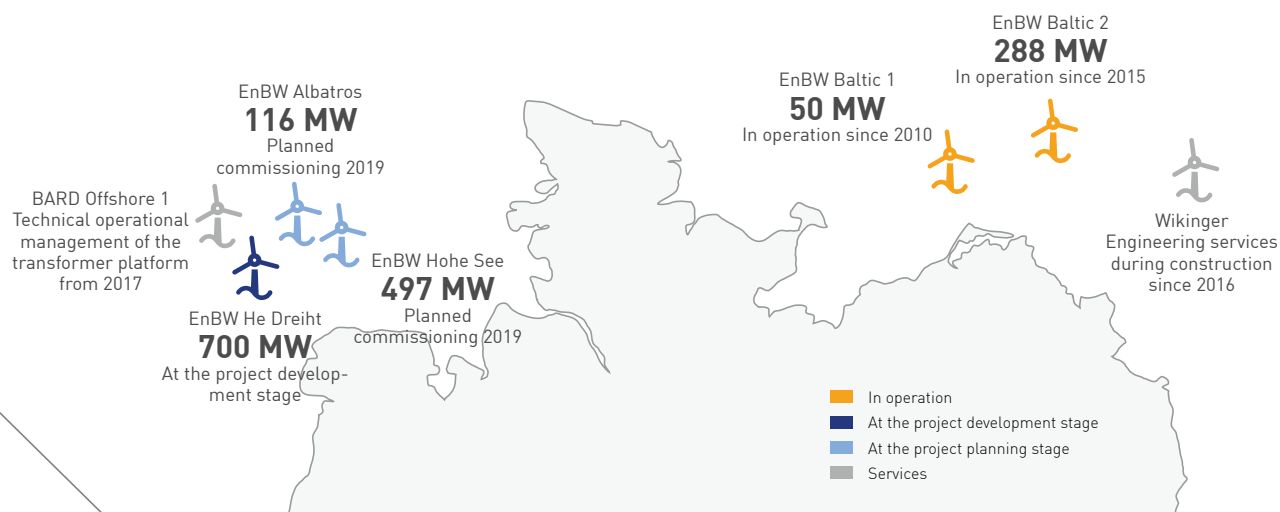 EnBW Baltic 2
288 MW
In operation since 2015
EnBW Baltic 1
50 MW
In operation since 2010
EnBW Albatros
116 MW
Planned
commissioning 2019
BARD Offshore 1
Technical operational
management of the
transformer platform
from 2017
Wikinger
Engineering services
during construction
since 2016
EnBW Hohe See
497 MW
Planned
commissioning 2019
EnBW He Dreiht
700 MW
At the project develop-
ment stage
In operation
At the project development stage
At the project planning stage
Services